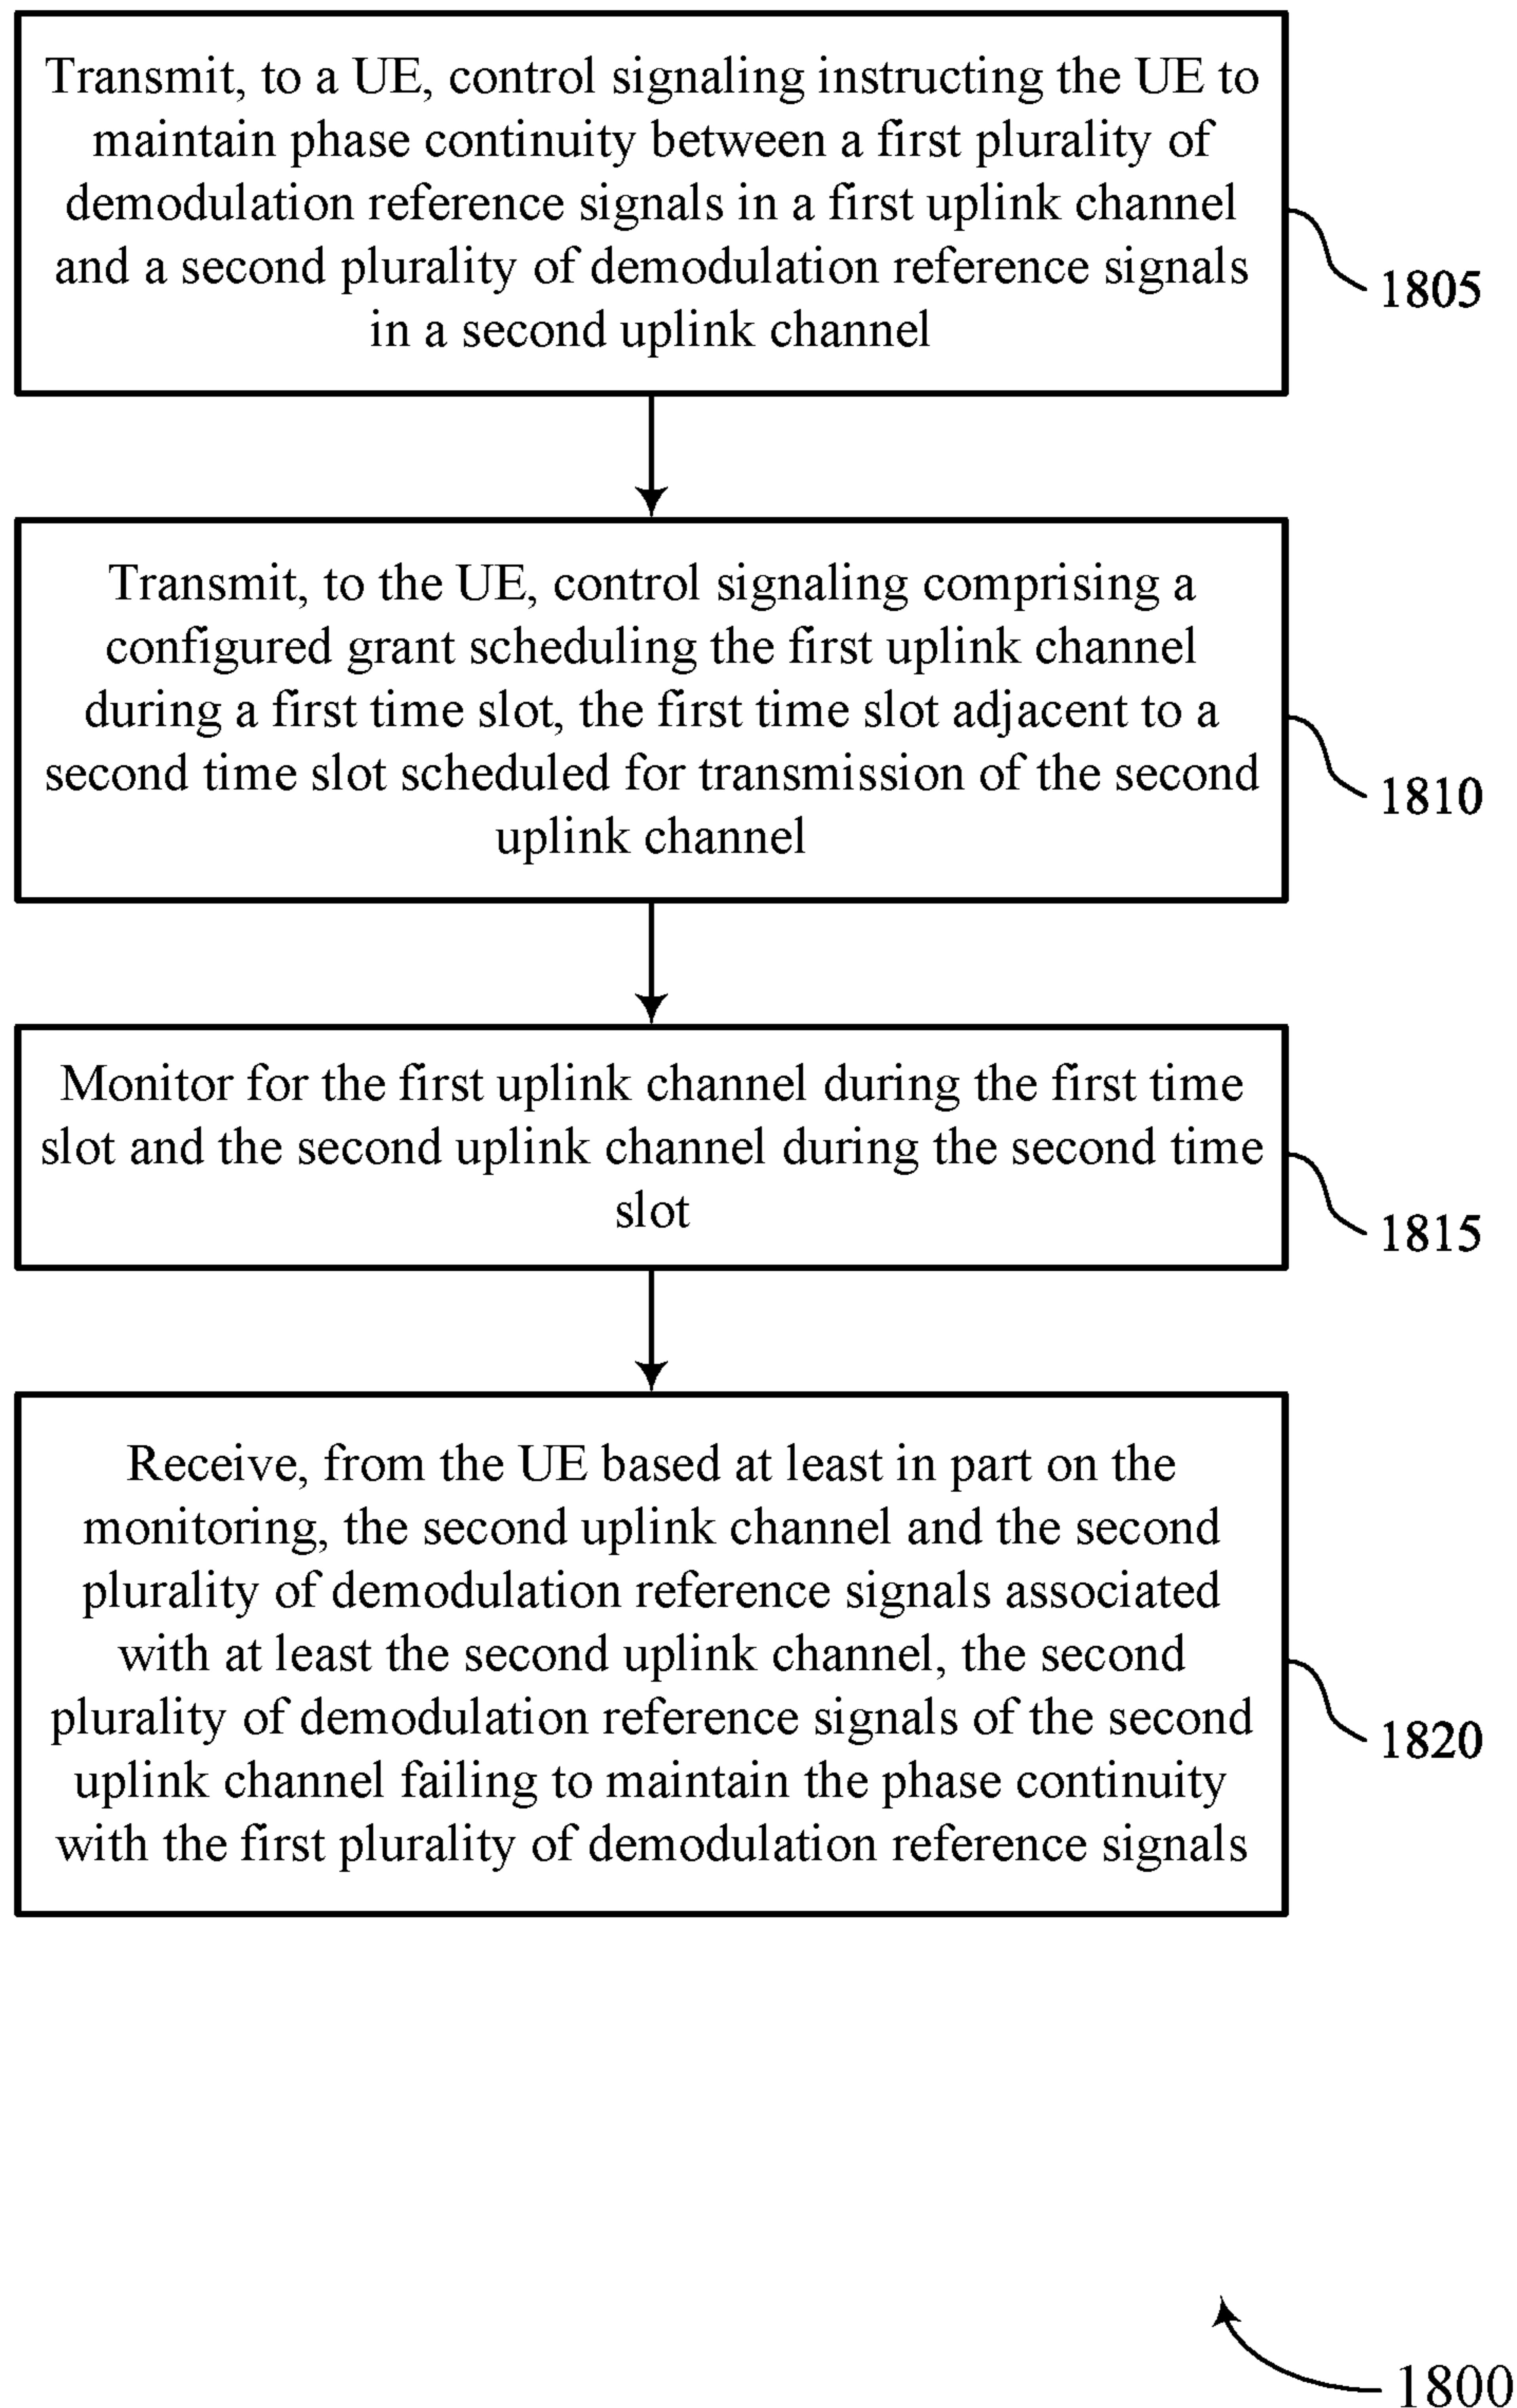 Transmit, to a UE, control signaling instructing the UE to
maintain phase continuity between a first plurality of
demodulation reference signals in a first uplink channel
and a second plurality of demodulation reference signals
in a second uplink channel
1805
Transmit, to the UE, control signaling comprising a
configured grant scheduling the first uplink channel
during a first time slot, the first time slot adjacent to a
second time slot scheduled for transmission of the second
uplink channel
1810
Monitor for the first uplink channel during the first time
slot and the second uplink channel during the second time
slot
1815
Receive, from the UE based at least in part on the
monitoring, the second uplink channel and the second
plurality of demodulation reference signals associated
with at least the second uplink channel, the second
plurality of demodulation reference signals of the second
uplink channel failing to maintain the phase continuity
with the first plurality of demodulation reference signals
1820
1800